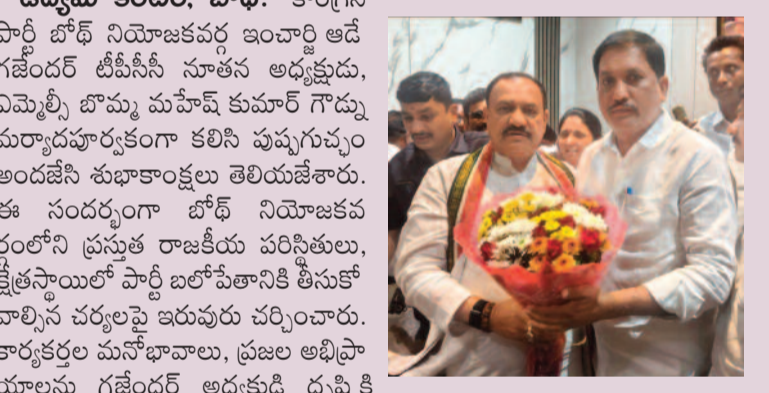 పార్టీ బోథ్ నియోజకవర్గ ఇంచార్జి ఆడే
గజేందర్ టీపీసీసీ నూతన అధ్యక్షుడు,
ఎమ్మెల్సీ బొమ్మ మహేష్ కుమార్ గౌడ్ను
మర్యాదపూర్వకంగా కలిసి పుష్పగుచ్ఛం
అందజేసి శుభాకాంక్షలు తెలియజేశారు.
ఈ సందర్భంగా బోథ్ నియోజకవ
ర్గంలోని ప్రస్తుత రాజకీయ పరిస్థితులు,
క్షేత్రస్థాయిలో పార్టీ బలోపేతానికి తీసుకో
వాల్సిన చర్యలపై ఇరువురు చర్చించారు.
కార్యకర్తల మనోభావాలు, ప్రజల అభిప్రా
యాలను గజేందర్ అధ్యక్షుడి దృష్టికి